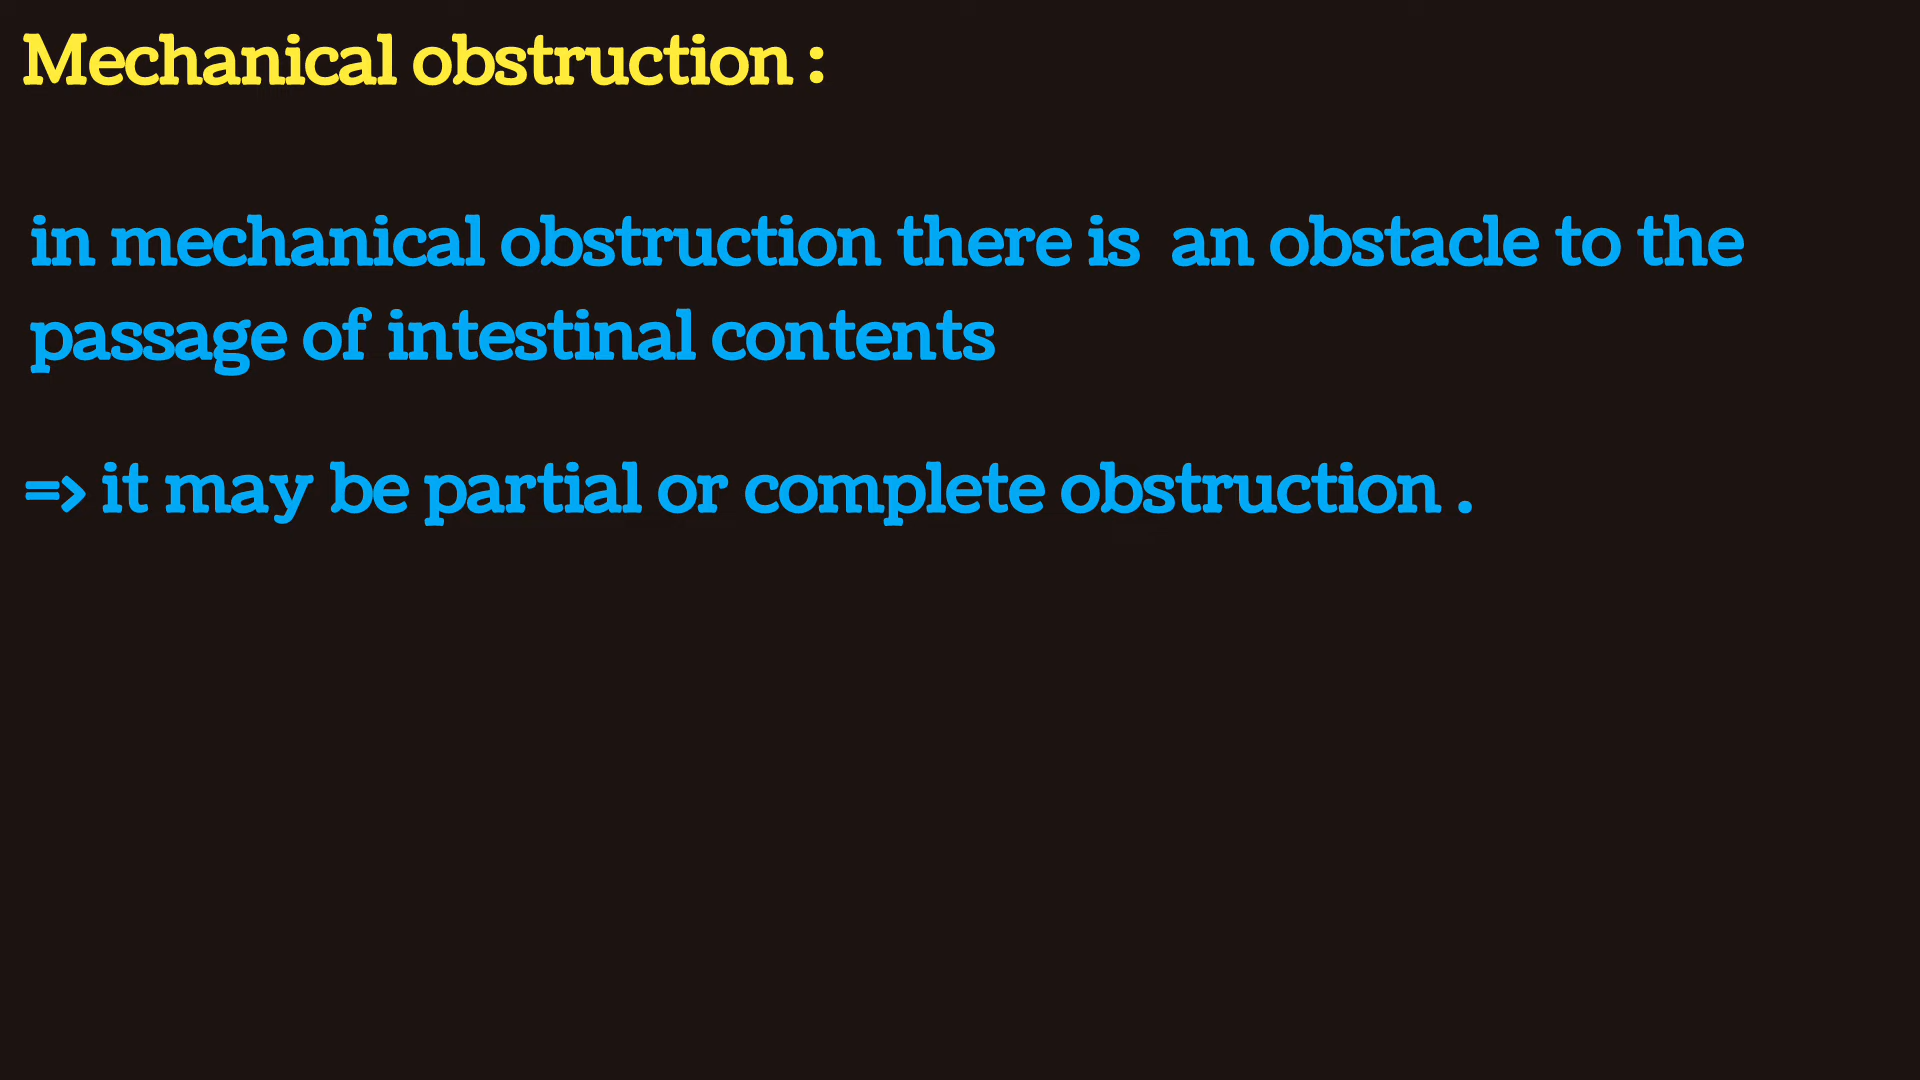 Mechanical obstruction :
in mechanical obstruction there is  an obstacle to the
passage of intestinal contents
=> it may be partial or complete obstruction .